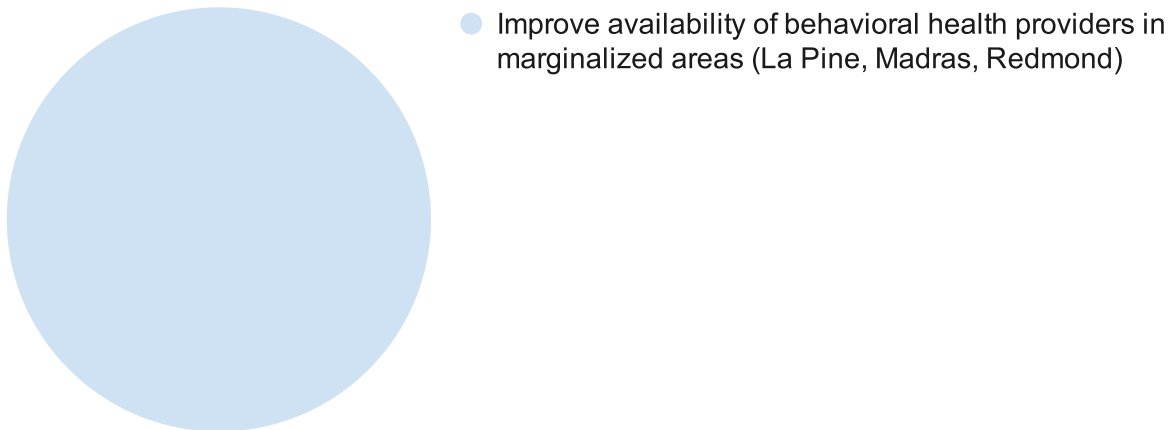 Improve availability of behavioral health providers in
marginalized areas (La Pine, Madras, Redmond)